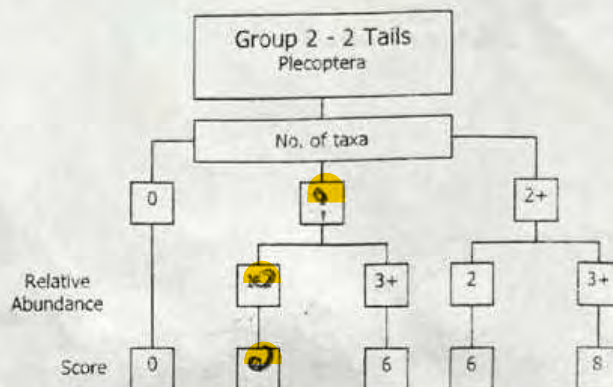 Group 2 - 2 Tails
Plecoptera
No. of taxa
0
1
2+
Relative
Abundance
3+
2
3+
Score
0
6
6
8